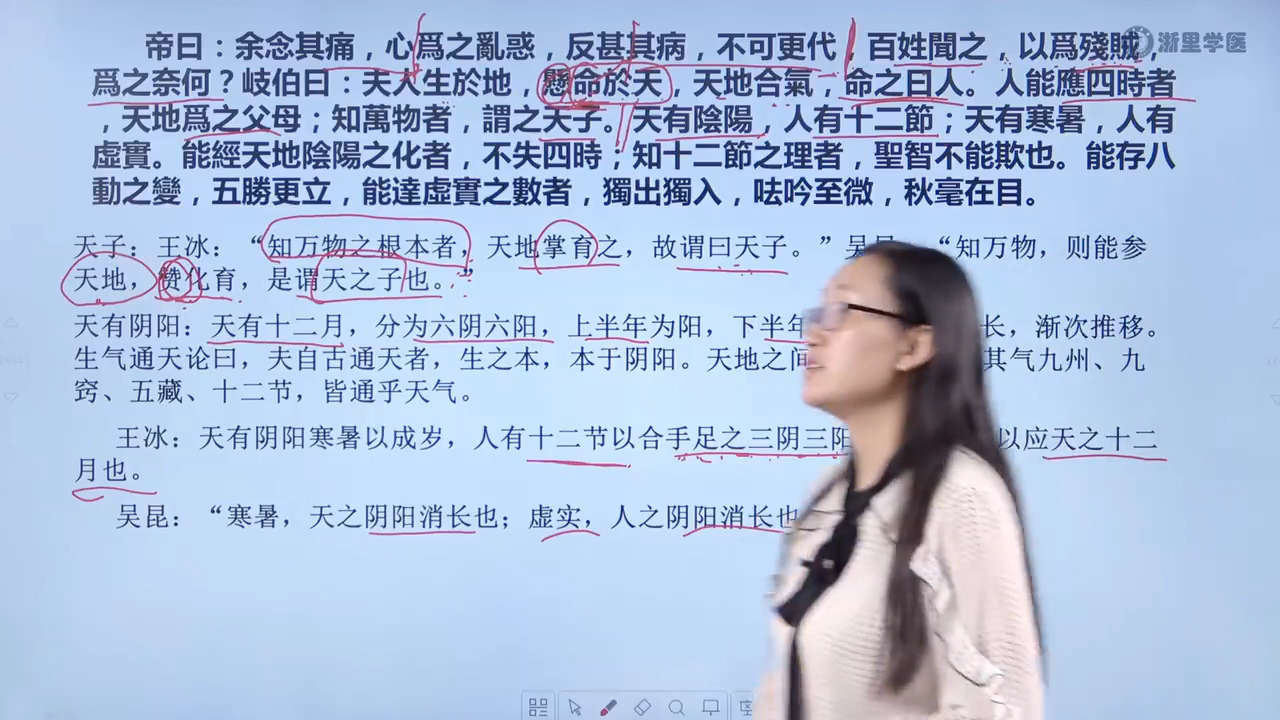 帝曰：余念其痛，心爲之亂惑，反甚其病，不可更代，百姓聞之，以爲殘賊，
浙里学医
爲之奈何？岐伯曰：夫人生於地，懸命於天，天地合氣，命之曰人。人能應四時者
，天地爲之父母；知萬物者，謂之天子。天有陰陽，人有十二節；天有寒暑，人有
虛實。能經天地陰陽之化者，不失四時；知十二節之理者，聖智不能欺也。能存八
動之變，五勝更立，能達虛實之數者，獨出獨入，呿吟至微，秋毫在目。
天子：王冰：“知万物之根本者，天地掌育之，故谓曰天子。”吴 “知万物，则能参
天地，赞化育，是谓天之子也。”
天有阴阳：天有十二月，分为六阴六阳，上半年为阳，下半年 长，渐次推移。
生气通天论曰，夫自古通天者，生之本，本于阴阳。天地之间 其气九州、九
窍、五藏、十二节，皆通乎天气。
王冰：天有阴阳寒暑以成岁，人有十二节以合手足之三阴三阳 以应天之十二
月也。
吴昆：“寒暑，天之阴阳消长也；虚实，人之阴阳消长也